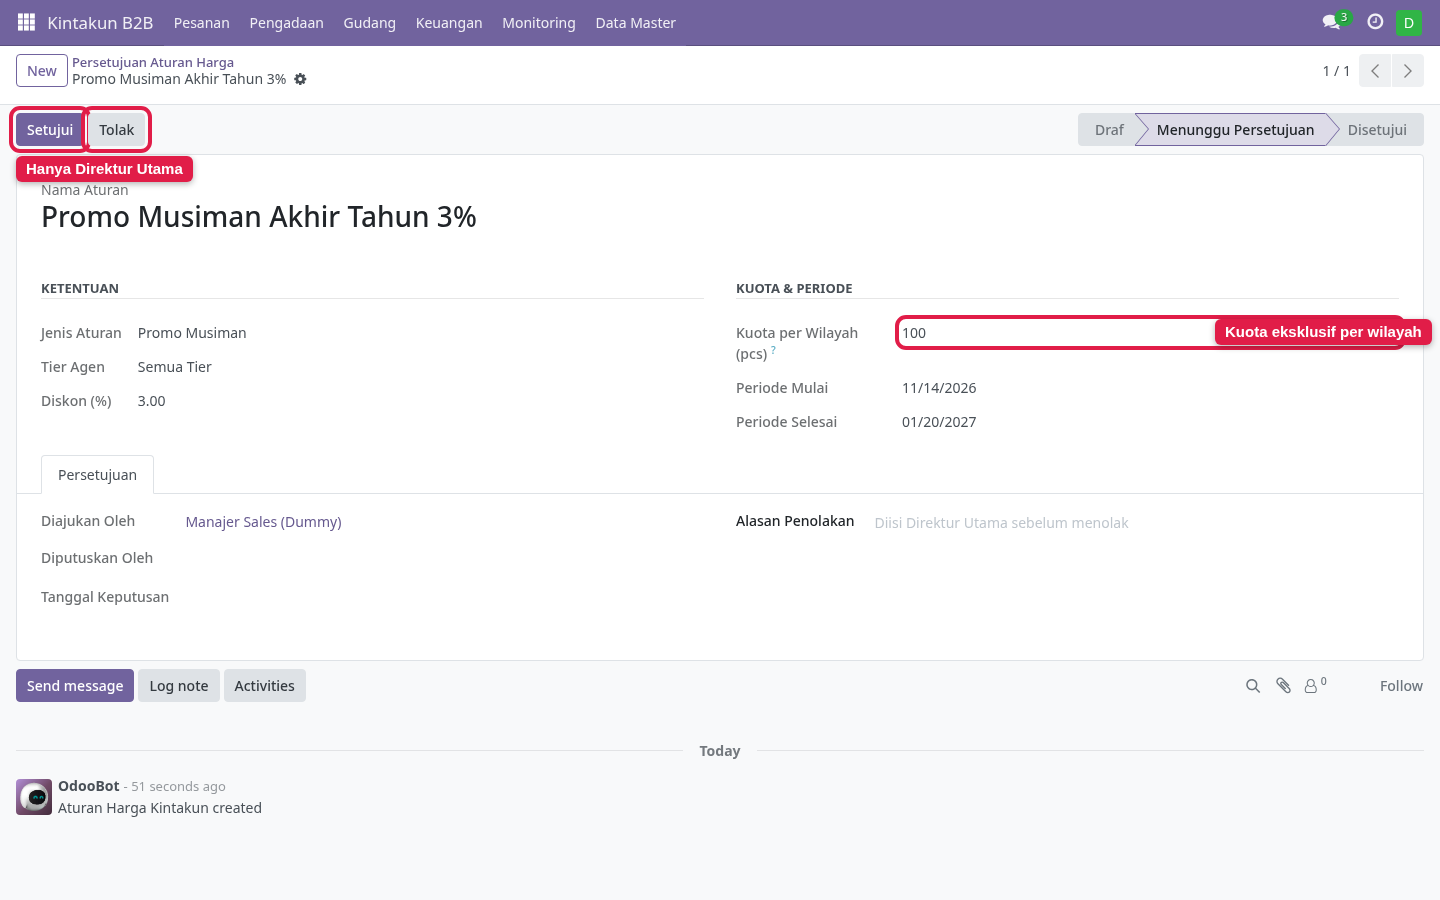 Kintakun B2B Pesanan Pengadaan Gudang Keuangan Monitoring Data Master 3 D
New Persetujuan Aturan Harga
Promo Musiman Akhir Tahun 3% 1 / 1
Setujui Tolak Draf Menunggu Persetujuan Disetujui
Hanya Direktur Utama
Nama Aturan
Promo Musiman Akhir Tahun 3%
KETENTUAN
Jenis Aturan Promo Musiman
Tier Agen Semua Tier
Diskon (%) 3.00
KUOTA & PERIODE
Kuota per Wilayah (pcs) ? 100 Kuota eksklusif per wilayah
Periode Mulai 11/14/2026
Periode Selesai 01/20/2027
Persetujuan
Diajukan Oleh Manajer Sales (Dummy)
Diputuskan Oleh
Tanggal Keputusan
Alasan Penolakan Diisi Direktur Utama sebelum menolak
Send message Log note Activities 0 Follow
Today
OdooBot - 51 seconds ago
Aturan Harga Kintakun created